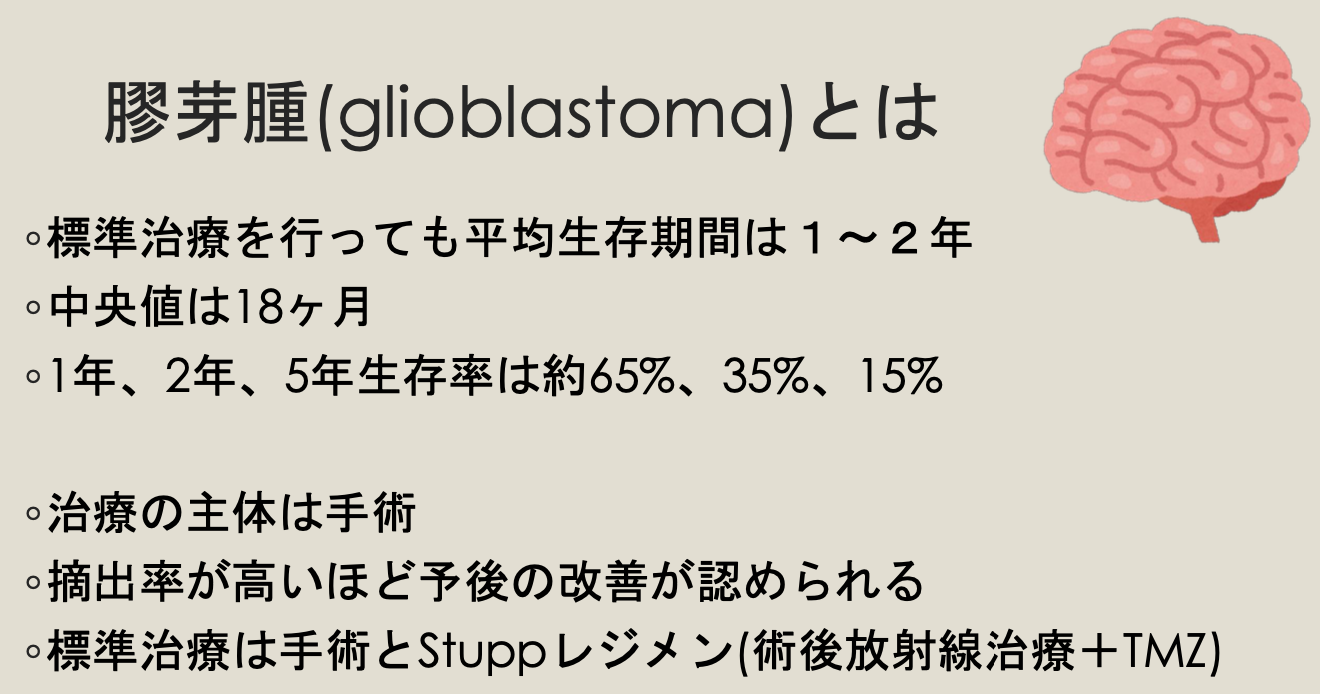 膠芽腫(glioblastoma)とは
◦標準治療を行っても平均生存期間は１～２年
◦中央値は18ヶ月
◦1年、2年、5年生存率は約65%、35%、15%
◦治療の主体は手術
◦摘出率が高いほど予後の改善が認められる
◦標準治療は手術とStuppレジメン(術後放射線治療＋TMZ)